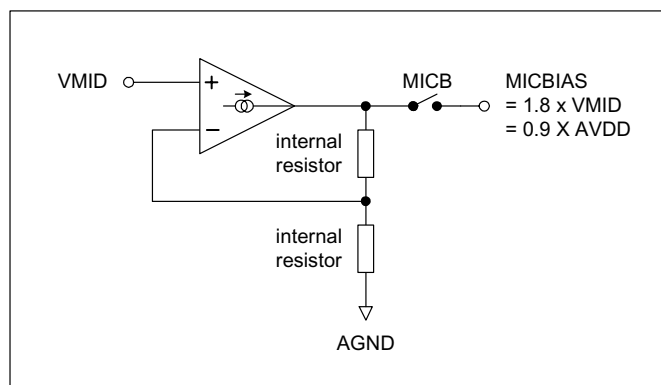 VMID
+
−
MICB
MICBIAS
= 1.8 x VMID
= 0.9 X AVDD
internal
resistor
internal
resistor
AGND